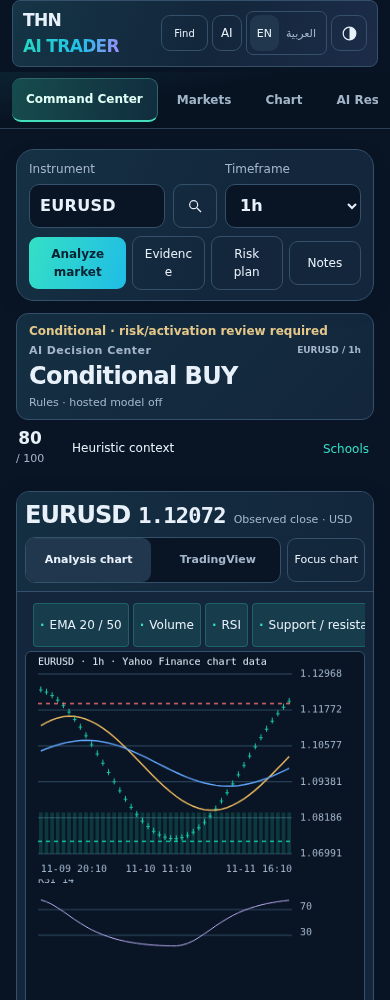 THN
AI TRADER
Find
AI
EN
العربية
Command Center
Markets
Chart
AI Res
Instrument
Timeframe
EURUSD
1h
Analyze
market
Evidenc
e
Risk
plan
Notes
Conditional · risk/activation review required
AI Decision Center
EURUSD / 1h
Conditional BUY
Rules · hosted model off
80
/ 100
Heuristic context
Schools
EURUSD 1.12072 Observed close · USD
Analysis chart
TradingView
Focus chart
· EMA 20 / 50
· Volume
· RSI
· Support / resista
EURUSD · 1h · Yahoo Finance chart data
1.12968
1.11772
1.10577
1.09381
1.08186
1.06991
11-09 20:10
11-10 11:10
11-11 16:10
RSI 14
70
30